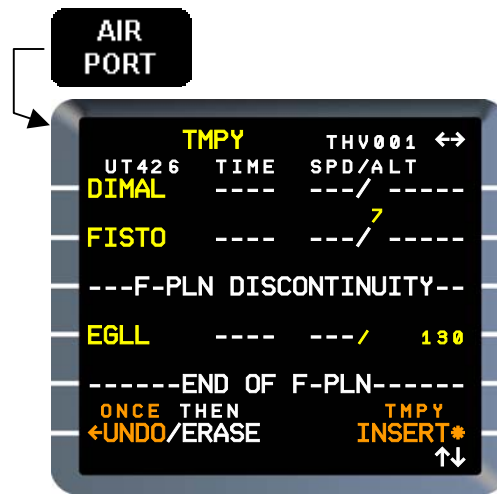 AIR
PORT
TMPY THV001 ↔
UT426 TIME SPD/ALT
DIMAL ---- ---/ -----
7
FISTO ---- ---/ -----
---F-PLN DISCONTINUITY--
EGLL ---- ---/ 130
------END OF F-PLN------
ONCE THEN TMPY
←UNDO/ERASE INSERT*
↑↓